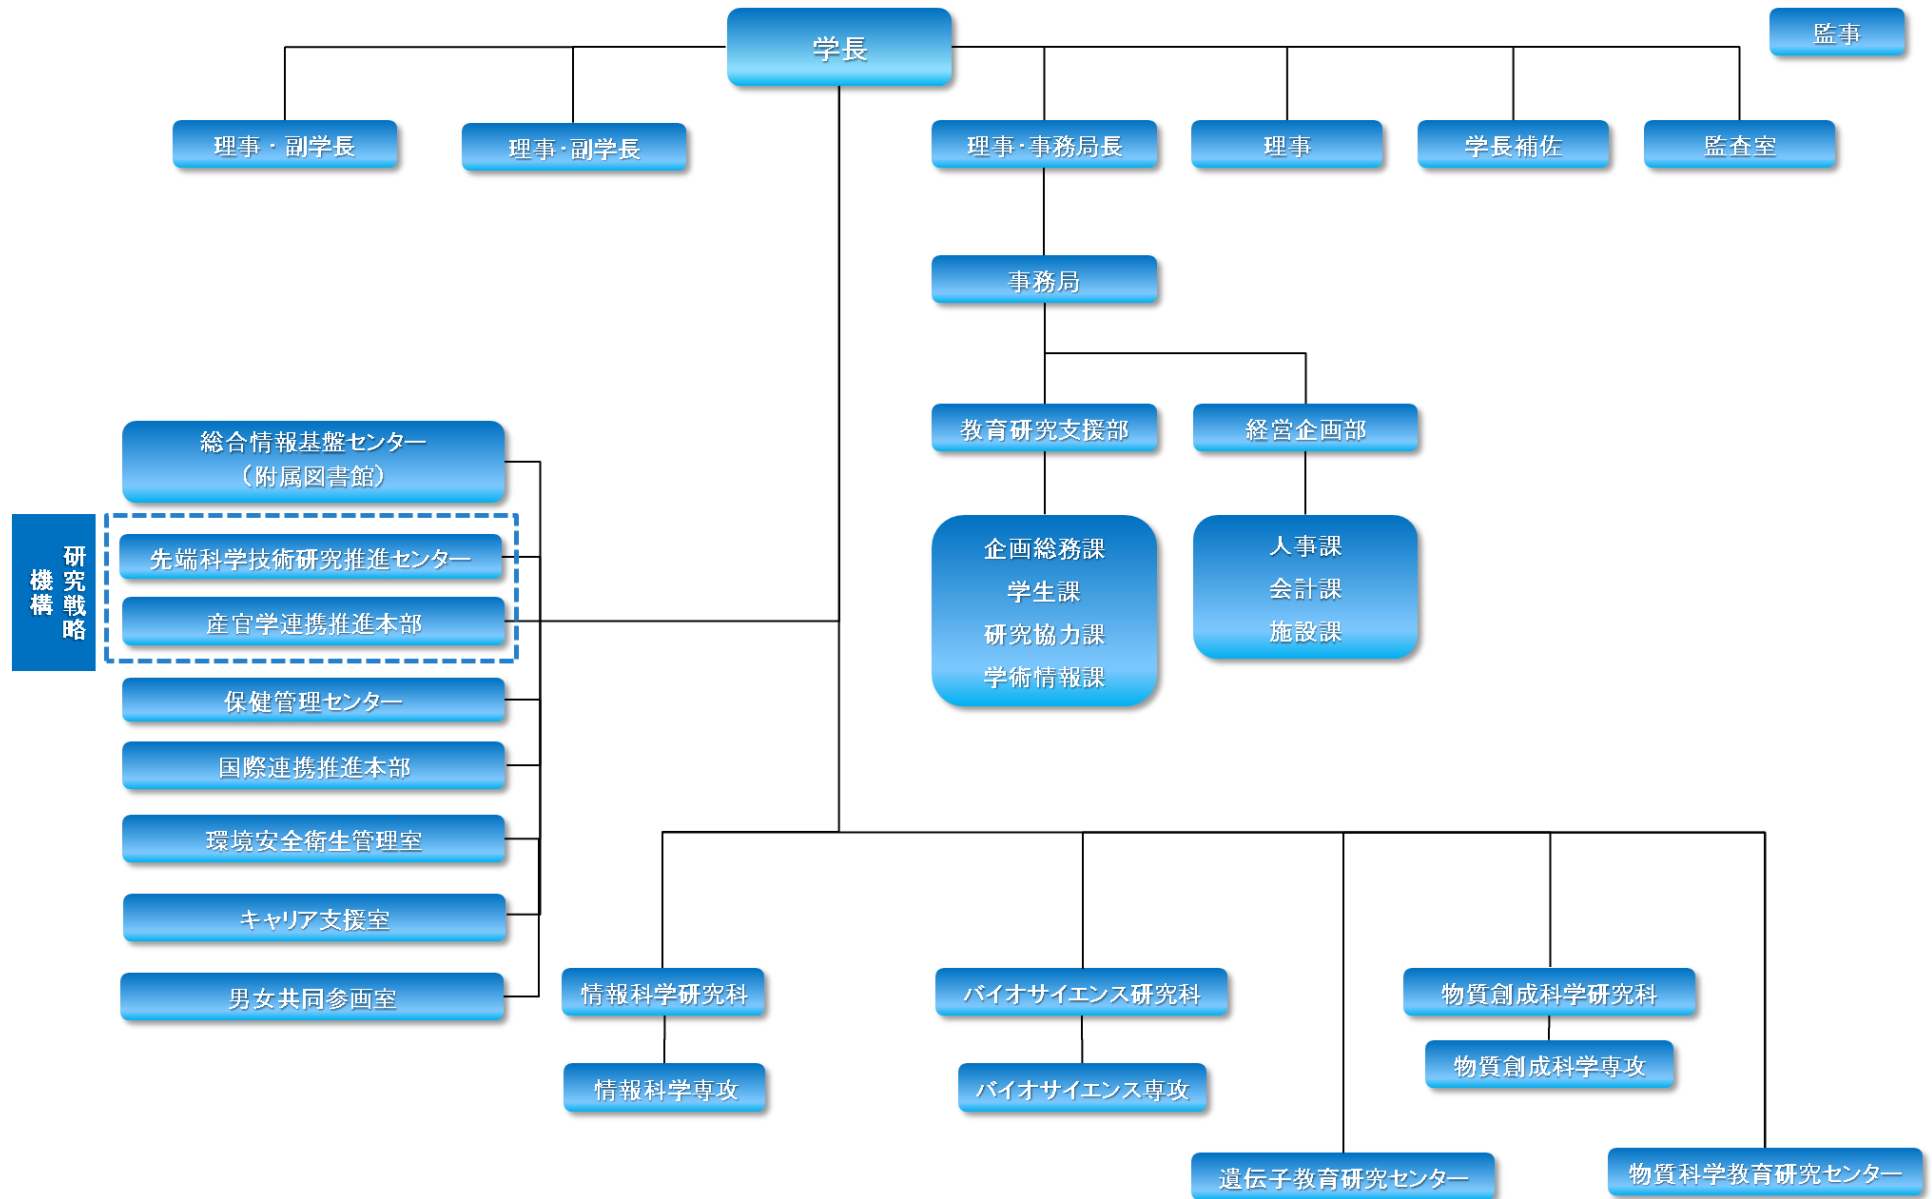 学長
監事
理事・副学長
理事・副学長
理事・事務局長
理事
学長補佐
監査室
事務局
教育研究支援部
経営企画部
企画総務課
学生課
研究協力課
学術情報課
人事課
会計課
施設課
総合情報基盤センター
（附属図書館）
研究戦略
機構
先端科学技術研究推進センター
産官学連携推進本部
保健管理センター
国際連携推進本部
環境安全衛生管理室
キャリア支援室
男女共同参画室
情報科学研究科
バイオサイエンス研究科
物質創成科学研究科
情報科学専攻
バイオサイエンス専攻
物質創成科学専攻
遺伝子教育研究センター
物質科学教育研究センター